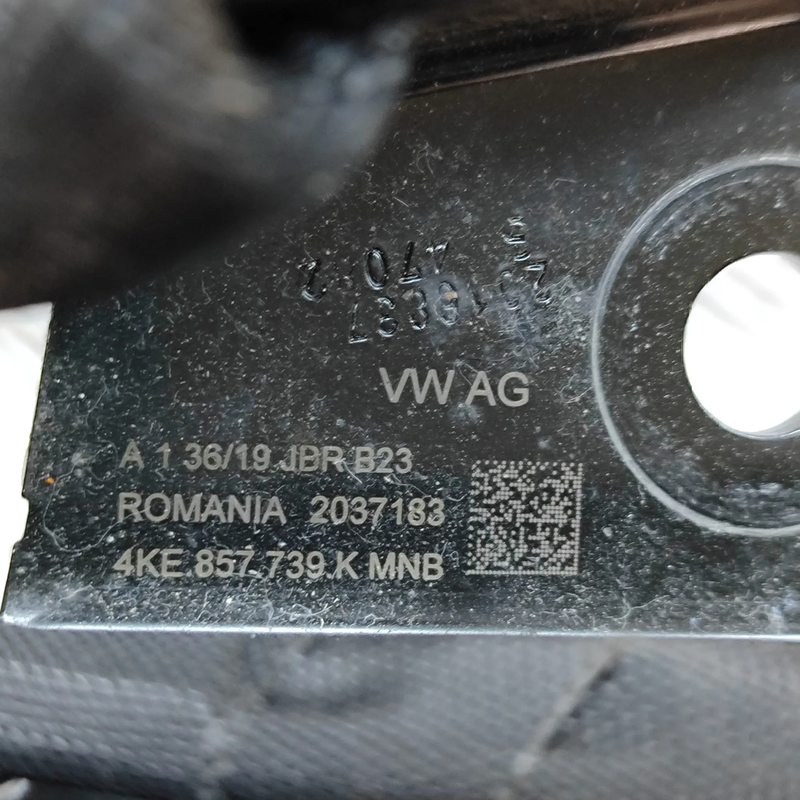 VW AG
A 1 36/19 JBR B23
ROMANIA 2037183
4KE.857.739.K MNB